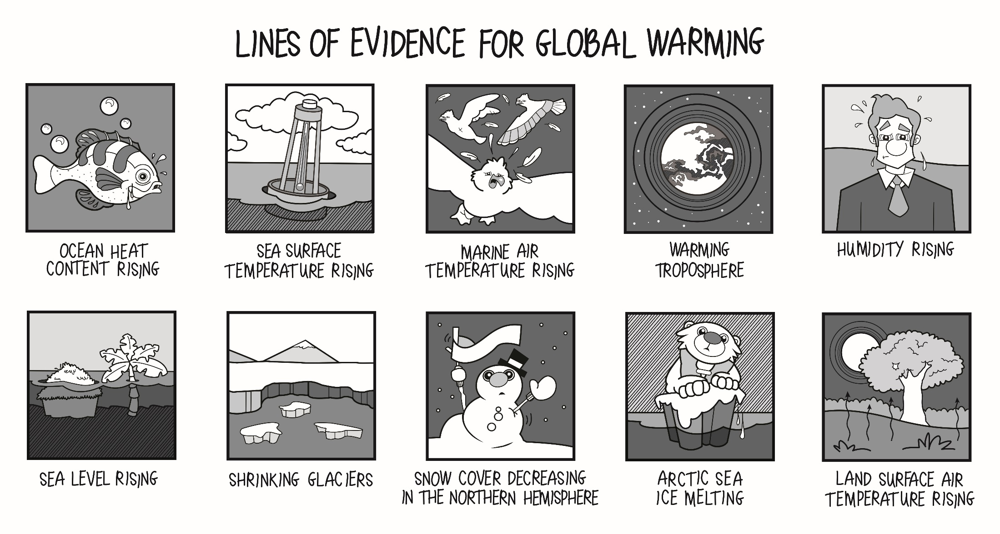 LINES OF EVIDENCE FOR GLOBAL WARMING
OCEAN HEAT
CONTENT RISING
SEA SURFACE
TEMPERATURE RISING
MARINE AIR
TEMPERATURE RISING
WARMING
TROPOSPHERE
HUMIDITY RISING
SEA LEVEL RISING
SHRINKING GLACIERS
SNOW COVER DECREASING
IN THE NORTHERN HEMISPHERE
ARCTIC SEA
ICE MELTING
LAND SURFACE AIR
TEMPERATURE RISING